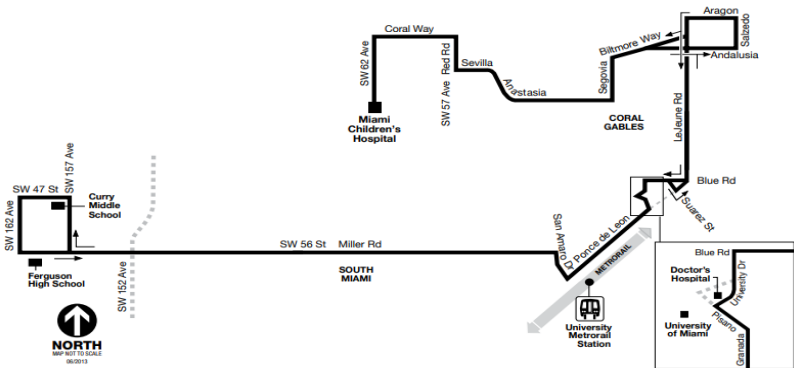 Aragon
Coral Way
Biltmore Way
Salzedo
Andalusia
SW 62 Ave
SW 57 Ave Red Rd
Sevilla
Anastasia
Segovia
Miami
Children's
Hospital
CORAL
GABLES
LeJeune Rd
SW 157 Ave
SW 47 St
Curry
Middle
School
SW 162 Ave
Blue Rd
Suarez St
San Amaro Dr
Ponce de Leon
SW 56 St Miller Rd
METRORAIL
SOUTH
MIAMI
SW 152 Ave
Ferguson
High School
University
Metrorail
Station
NORTH
MAP NOT TO SCALE
06/2013
Blue Rd
Doctor's
Hospital
University Dr
Pisano
University
of Miami
Granada